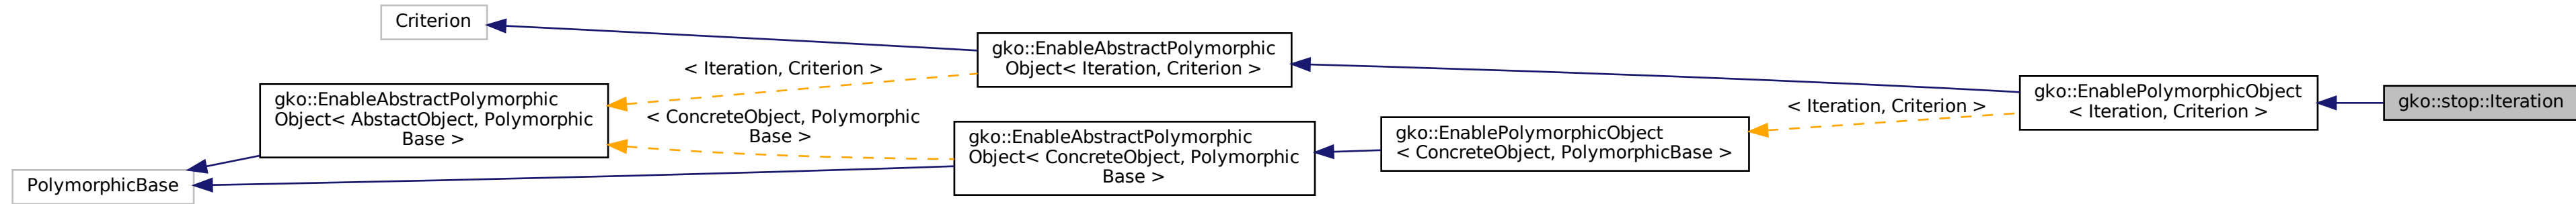 Criterion
gko::EnableAbstractPolymorphic
Object< Iteration, Criterion >
< Iteration, Criterion >
gko::EnablePolymorphicObject
< Iteration, Criterion >
gko::stop::Iteration
gko::EnableAbstractPolymorphic
Object< AbstactObject, Polymorphic
Base >
< ConcreteObject, Polymorphic
Base >
< Iteration, Criterion >
gko::EnableAbstractPolymorphic
Object< ConcreteObject, Polymorphic
Base >
gko::EnablePolymorphicObject
< ConcreteObject, PolymorphicBase >
PolymorphicBase